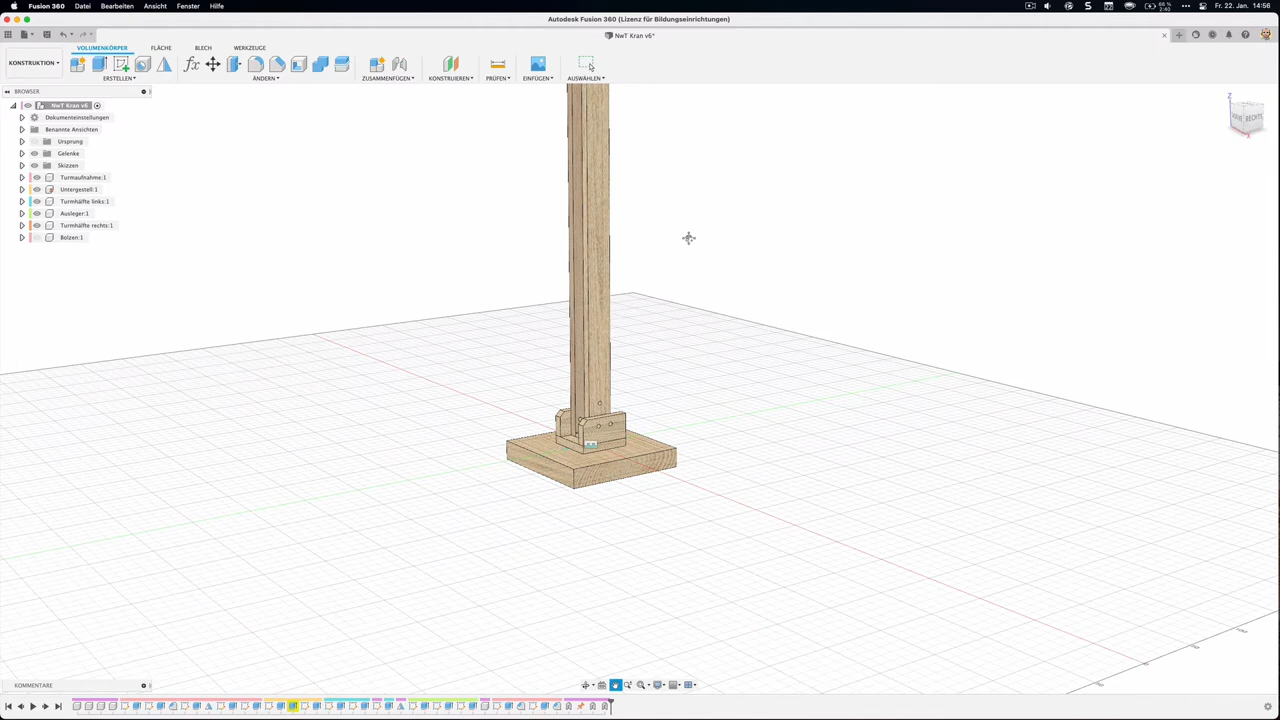 Fusion 360 Datei Bearbeiten Ansicht Fenster Hilfe
66 % 2:40 Fr. 22. Jan. 14:56
Autodesk Fusion 360 (Lizenz für Bildungseinrichtungen)
NwT Kran v6*
VOLUMENKÖRPER FLÄCHE BLECH WERKZEUGE
KONSTRUKTION
ERSTELLEN ÄNDERN ZUSAMMENFÜGEN KONSTRUIEREN PRÜFEN EINFÜGEN AUSWÄHLEN
BROWSER
NwT Kran v6
Dokumenteinstellungen
Benannte Ansichten
Ursprung
Gelenke
Skizzen
Turmaufnahme:1
Untergestell:1
Turmhälfte links:1
Ausleger:1
Turmhälfte rechts:1
Bolzen:1
Z
RECHTS
X
KOMMENTARE